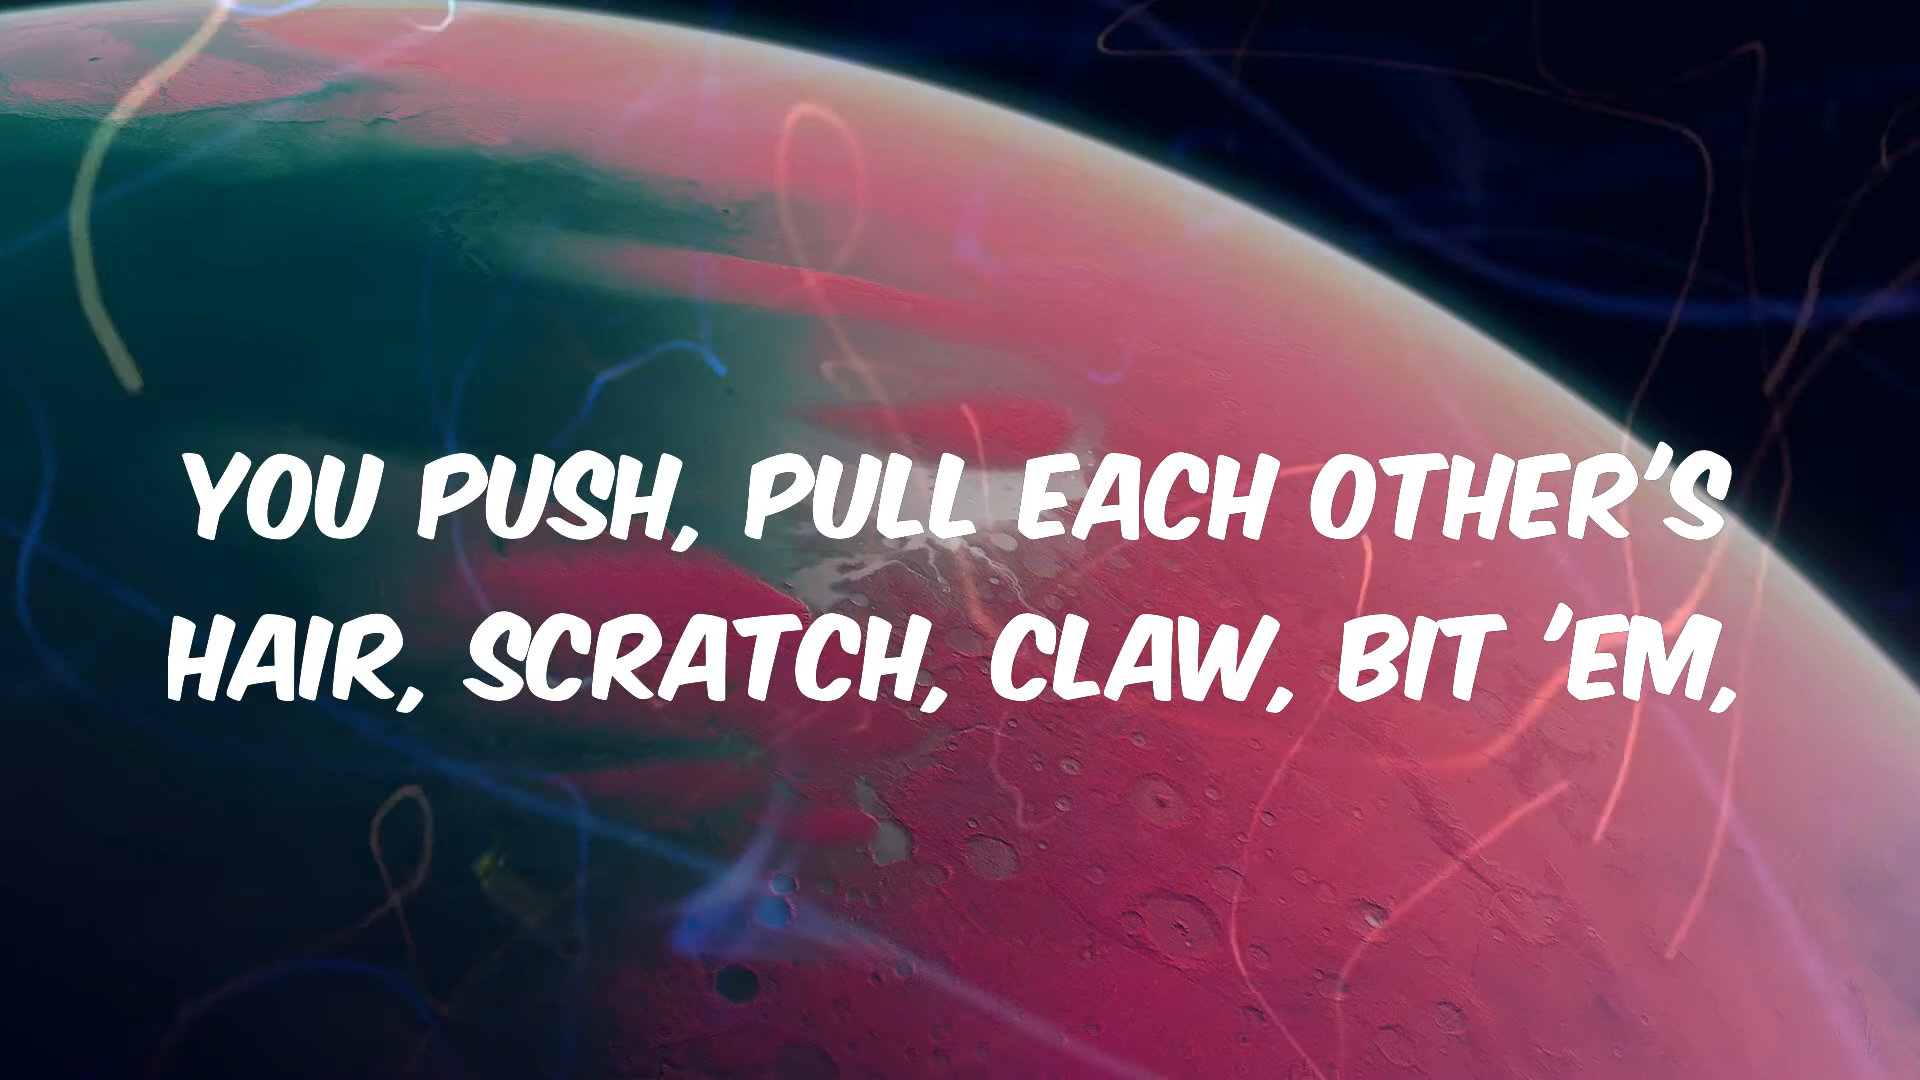 YOU PUSH, PULL EACH OTHER'S
HAIR, SCRATCH, CLAW, BIT 'EM,